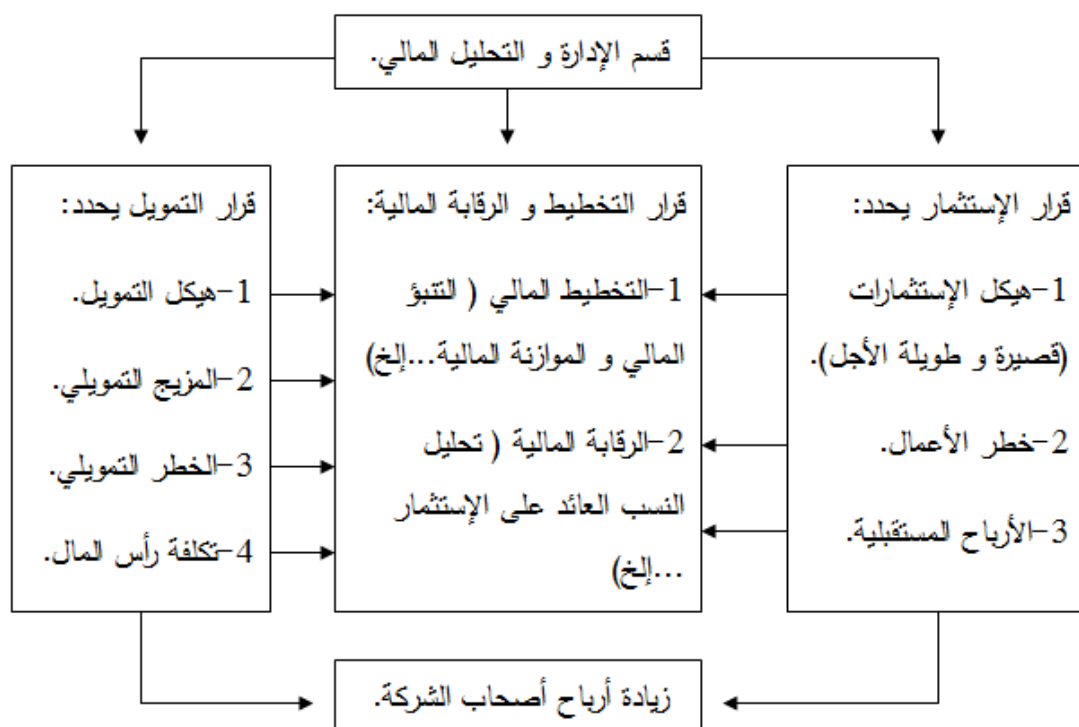 قسم الإدارة و التحليل المالي.
قرار الإستثمار يحدد:
1-هيكل الإستثمارات
(قصيرة و طويلة الأجل).
2-خطر الأعمال.
3-الأرباح المستقبلية.
قرار التخطيط و الرقابة المالية:
1-التخطيط المالي ( التنبؤ
المالي و الموازنة المالية...إلخ)
2-الرقابة المالية ( تحليل
النسب العائد على الإستثمار
...إلخ)
قرار التمويل يحدد:
1-هيكل التمويل.
2-المزيج التمويلي.
3-الخطر التمويلي.
4-تكلفة رأس المال.
زيادة أرباح أصحاب الشركة.